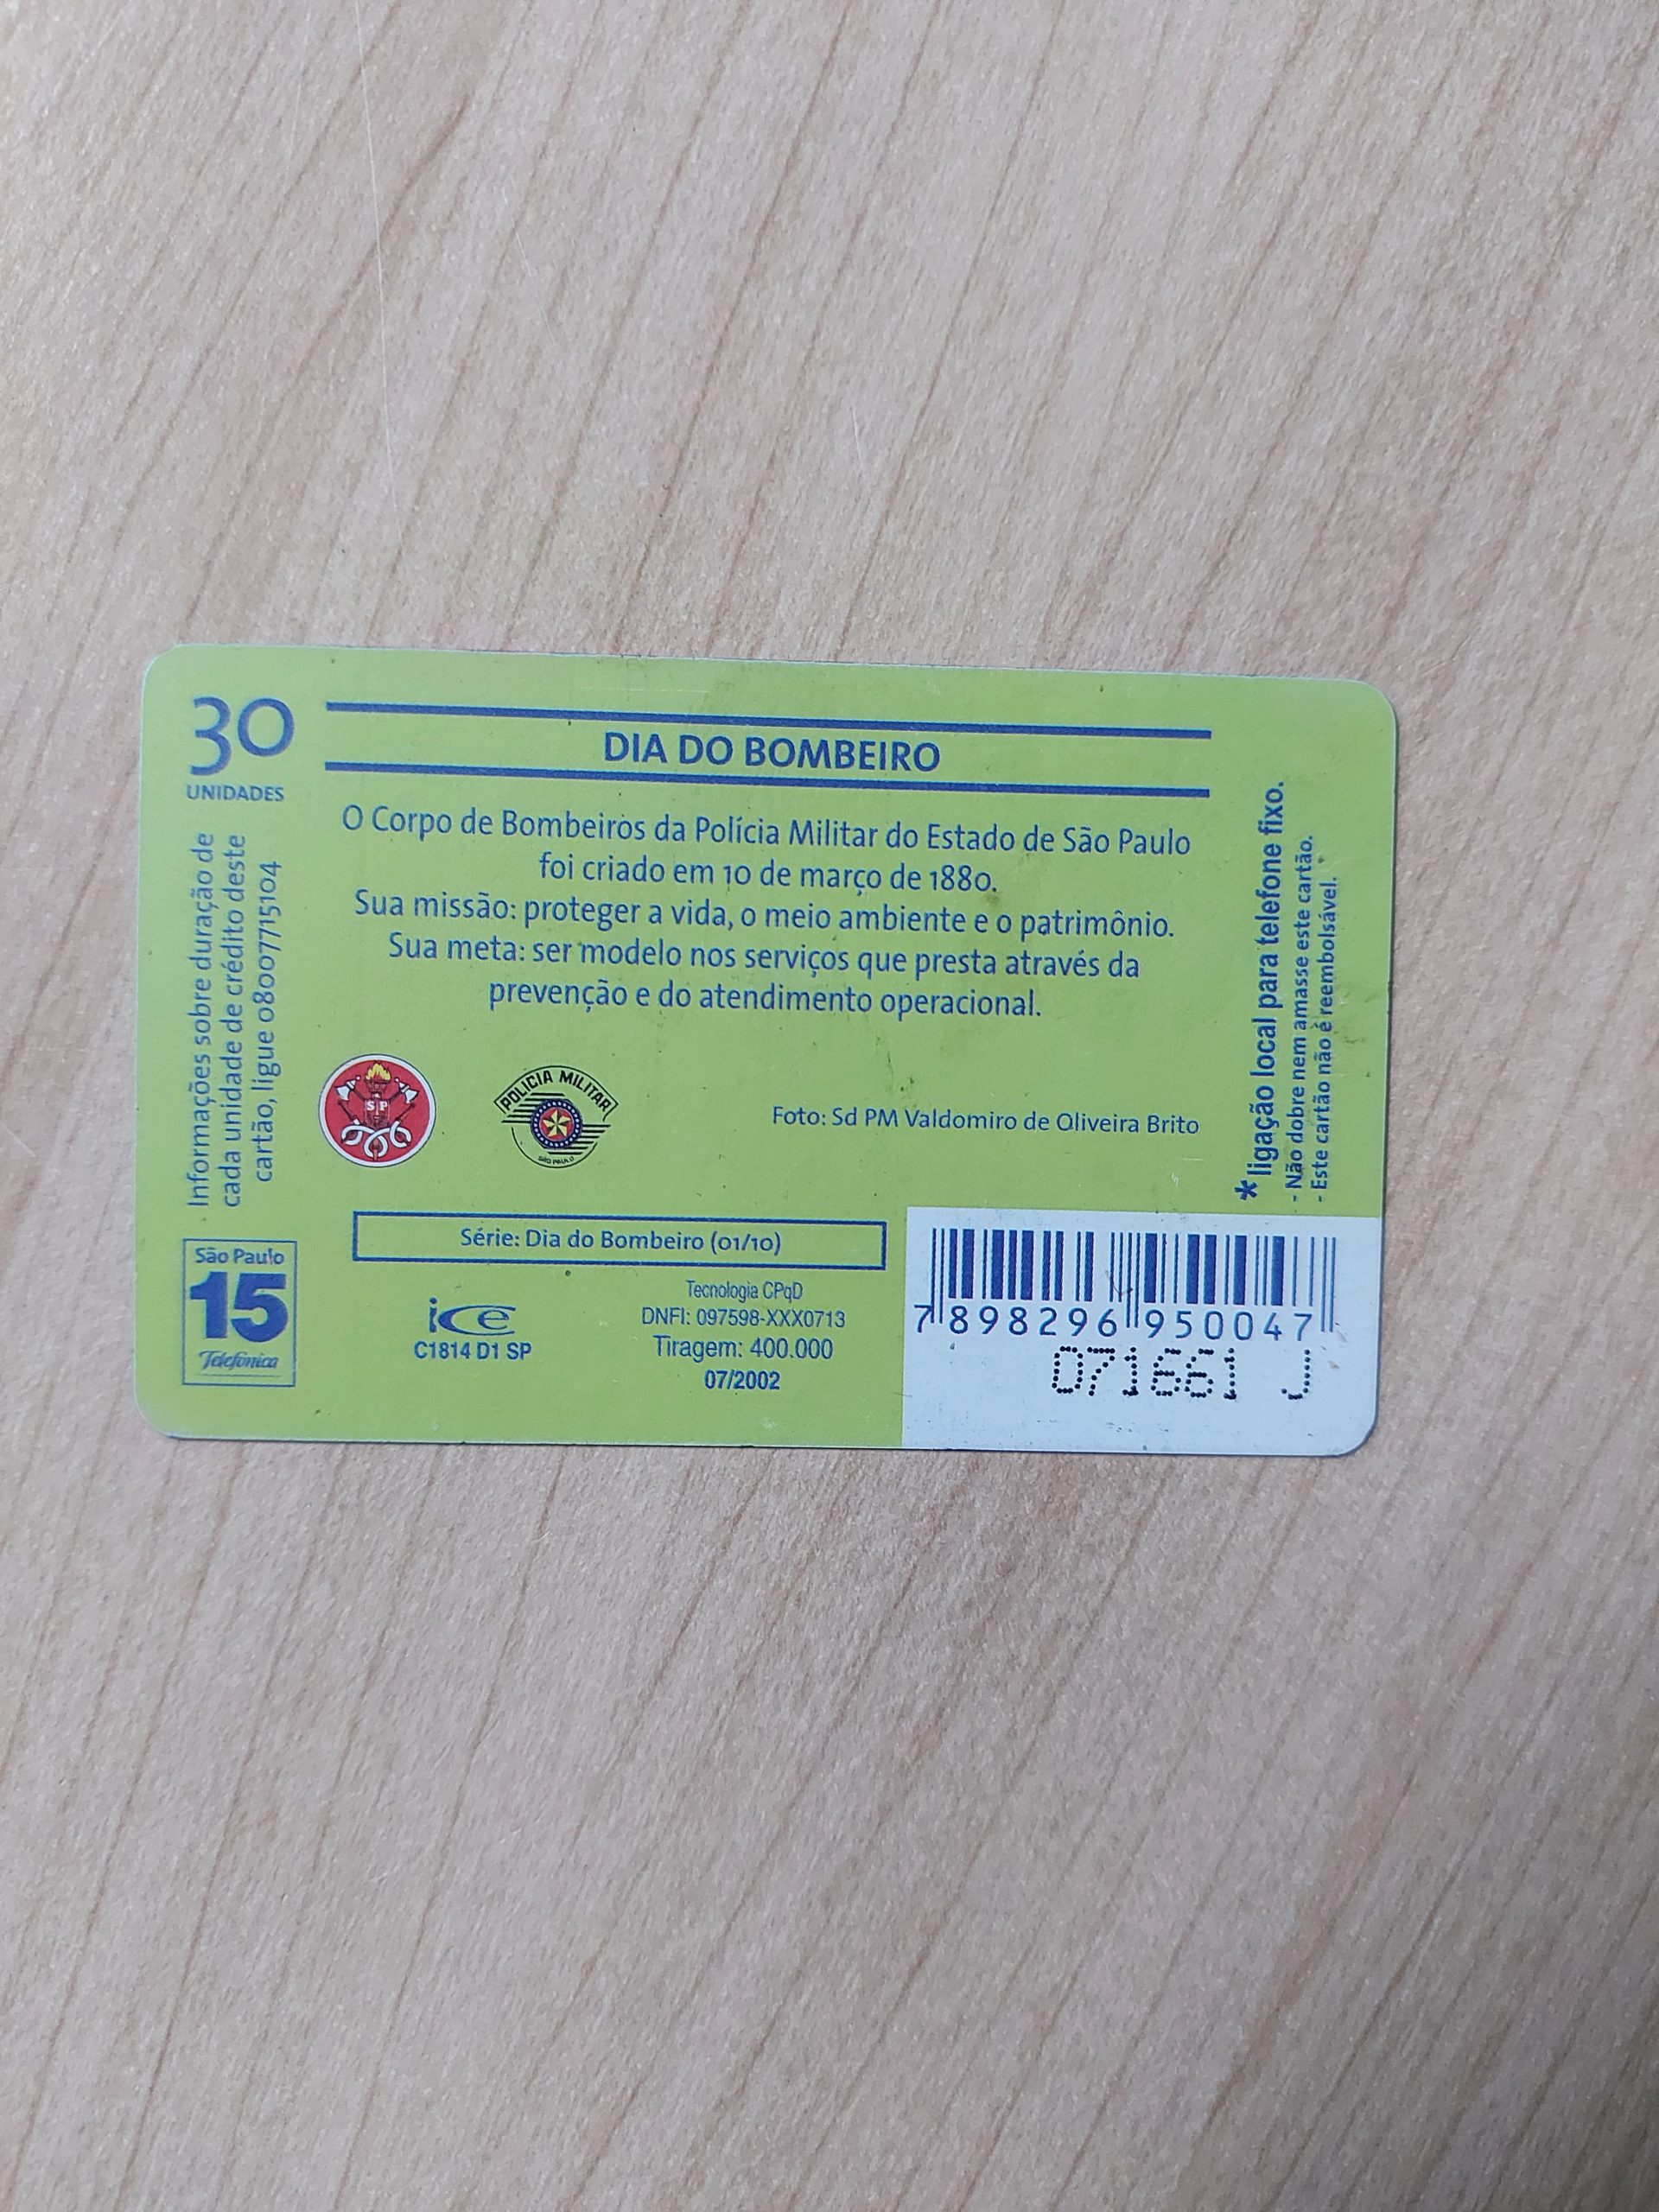 30
UNIDADES
Informações sobre duração de
cada unidade de crédito deste
cartão, ligue 08007715104
São Paulo
15
Telefonica
DIA DO BOMBEIRO
O Corpo de Bombeiros da Polícia Militar do Estado de São Paulo
foi criado em 10 de março de 1880.
Sua missão: proteger a vida, o meio ambiente e o patrimônio.
Sua meta: ser modelo nos serviços que presta através da
prevenção e do atendimento operacional.
SP
POLICIA MILITAR
SÃO PAULO
Foto: Sd PM Valdomiro de Oliveira Brito
Série: Dia do Bombeiro (01/10)
ice
C1814 D1 SP
Tecnologia CPqD
DNFI: 097598-XXX0713
Tiragem: 400.000
07/2002
*ligação local para telefone fixo.
- Não dobre nem amasse este cartão.
- Este cartão não é reembolsável.
7 898296 950047
071661 J